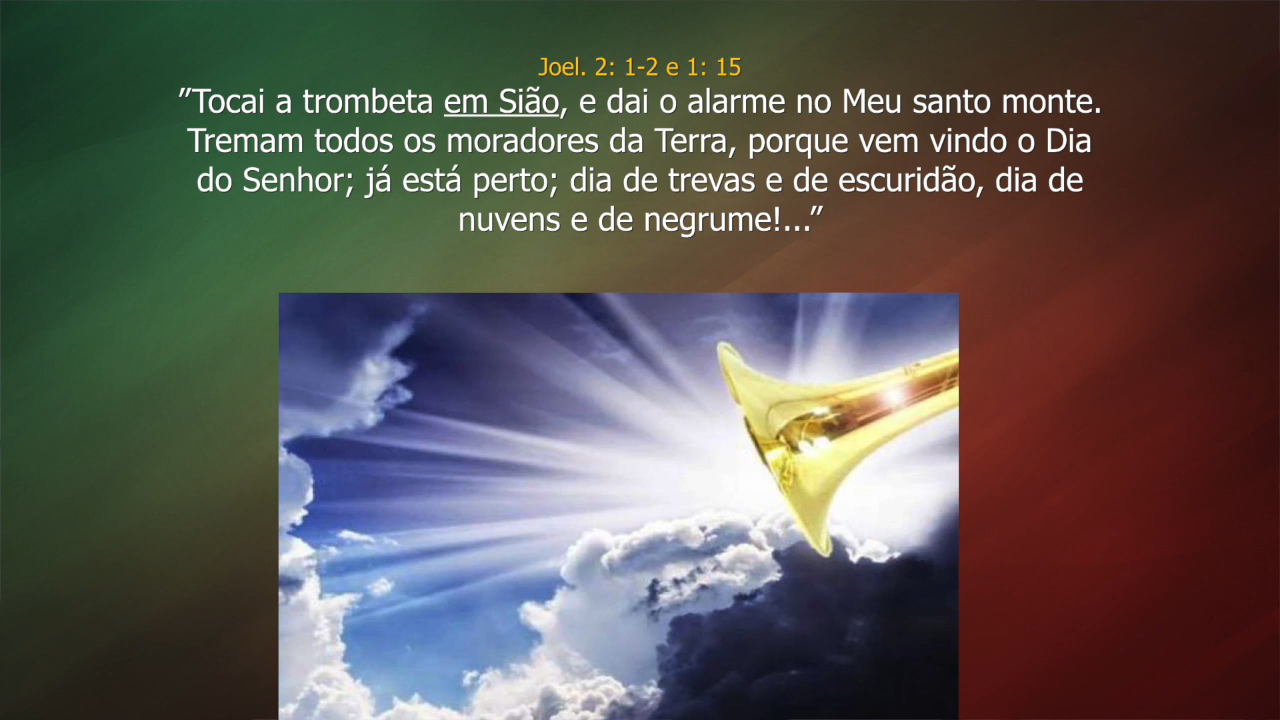 Joel. 2: 1-2 e 1: 15
”Tocai a trombeta em Sião, e dai o alarme no Meu santo monte.
Tremam todos os moradores da Terra, porque vem vindo o Dia
do Senhor; já está perto; dia de trevas e de escuridão, dia de
nuvens e de negrume!...”